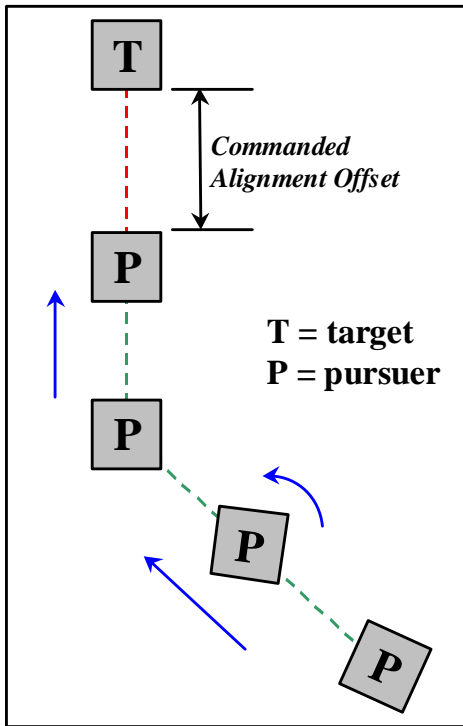 T
Commanded
Alignment Offset
P
T = target
P = pursuer
P
P
P